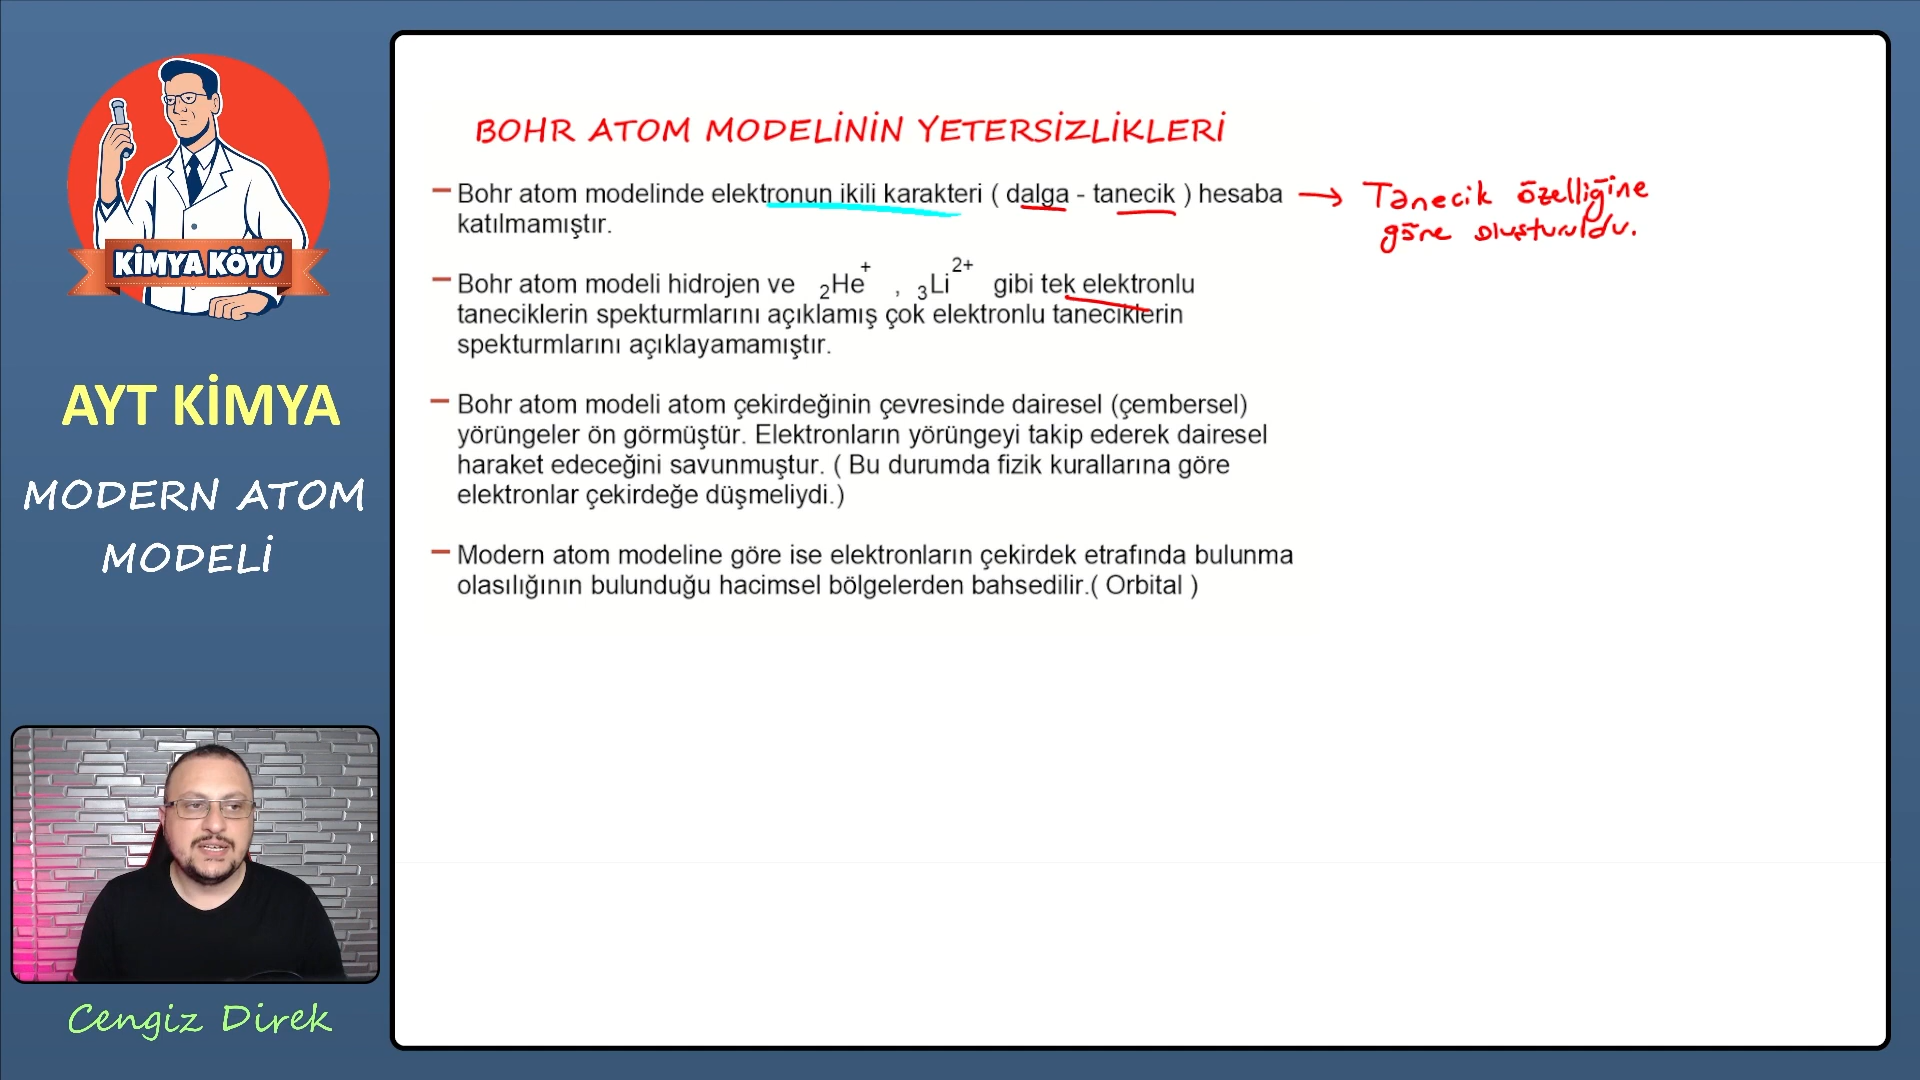 KİMYA KÖYÜ
AYT KİMYA
MODERN ATOM
MODELİ
Cengiz Direk
BOHR ATOM MODELİNİN YETERSİZLİKLERİ
– Bohr atom modelinde elektronun ikili karakteri ( dalga - tanecik ) hesaba → Tanecik özelliğine
katılmamıştır.
göre oluşturuldu.
– Bohr atom modeli hidrojen ve ₂He⁺ , ₃Li²⁺ gibi tek elektronlu
taneciklerin spekturmlarını açıklamış çok elektronlu taneciklerin
spekturmlarını açıklayamamıştır.
– Bohr atom modeli atom çekirdeğinin çevresinde dairesel (çembersel)
yörüngeler ön görmüştür. Elektronların yörüngeyi takip ederek dairesel
haraket edeceğini savunmuştur. ( Bu durumda fizik kurallarına göre
elektronlar çekirdeğe düşmeliydi.)
– Modern atom modeline göre ise elektronların çekirdek etrafında bulunma
olasılığının bulunduğu hacimsel bölgelerden bahsedilir.( Orbital )